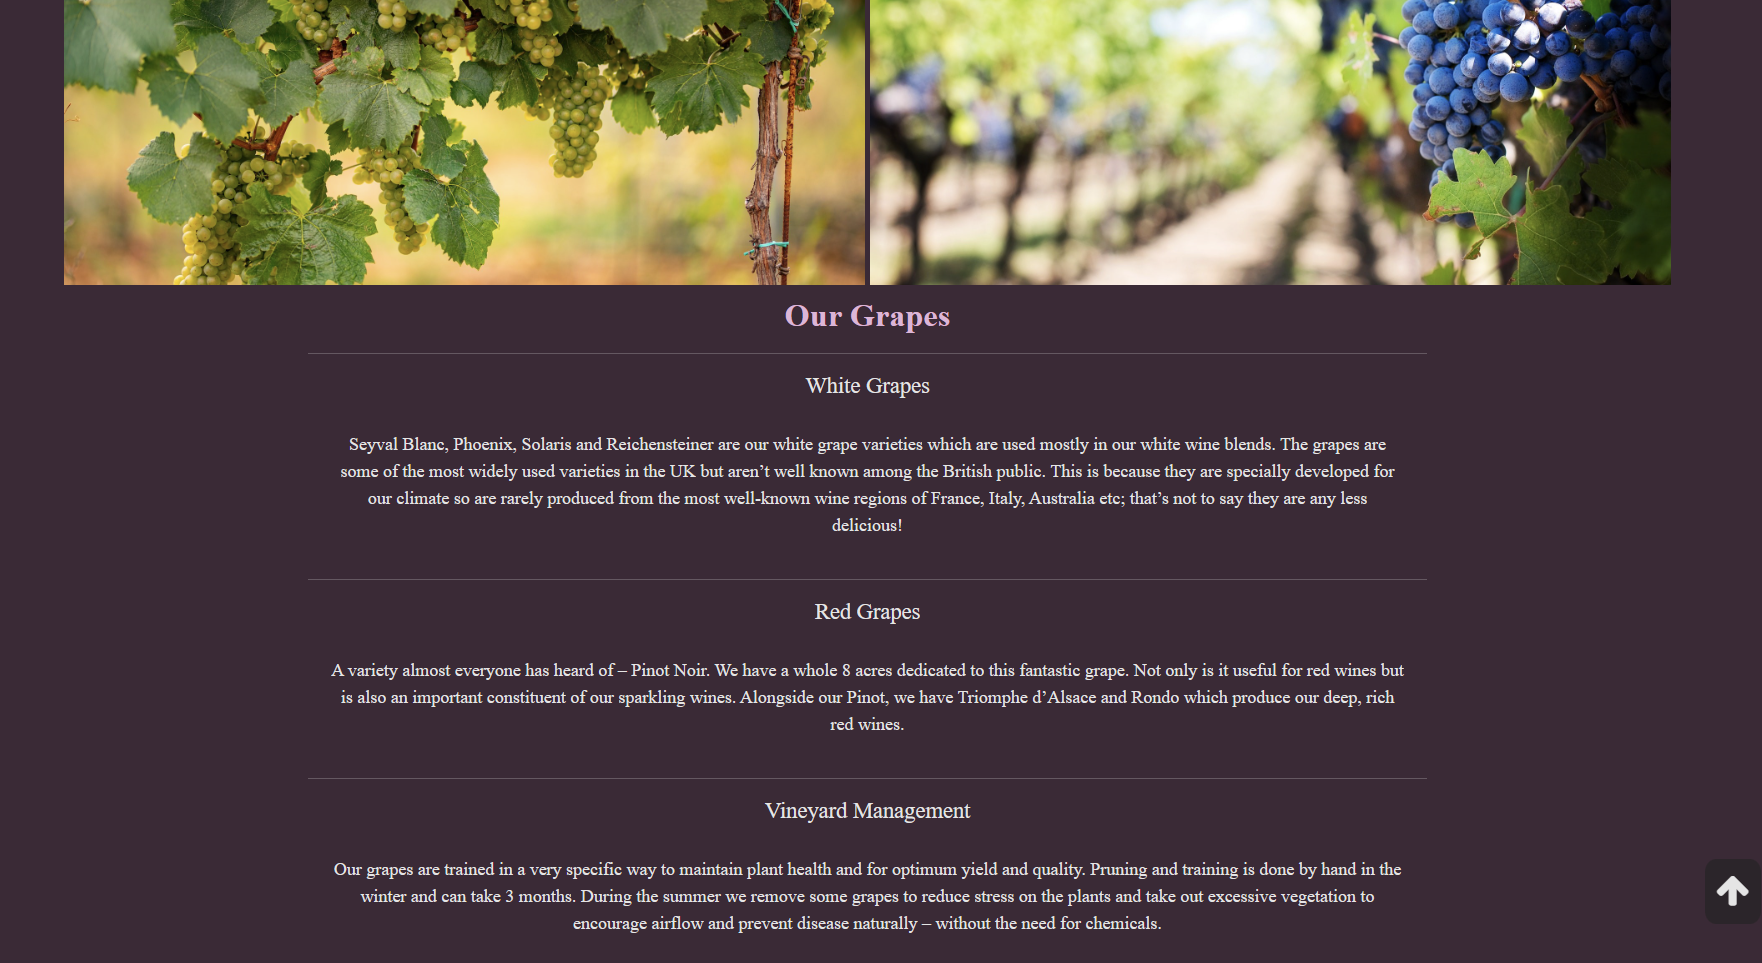 Our Grapes
White Grapes
Seyval Blanc, Phoenix, Solaris and Reichensteiner are our white grape varieties which are used mostly in our white wine blends. The grapes are
some of the most widely used varieties in the UK but aren’t well known among the British public. This is because they are specially developed for
our climate so are rarely produced from the most well-known wine regions of France, Italy, Australia etc; that’s not to say they are any less
delicious!
Red Grapes
A variety almost everyone has heard of – Pinot Noir. We have a whole 8 acres dedicated to this fantastic grape. Not only is it useful for red wines but
is also an important constituent of our sparkling wines. Alongside our Pinot, we have Triomphe d’Alsace and Rondo which produce our deep, rich
red wines.
Vineyard Management
Our grapes are trained in a very specific way to maintain plant health and for optimum yield and quality. Pruning and training is done by hand in the
winter and can take 3 months. During the summer we remove some grapes to reduce stress on the plants and take out excessive vegetation to
encourage airflow and prevent disease naturally – without the need for chemicals.